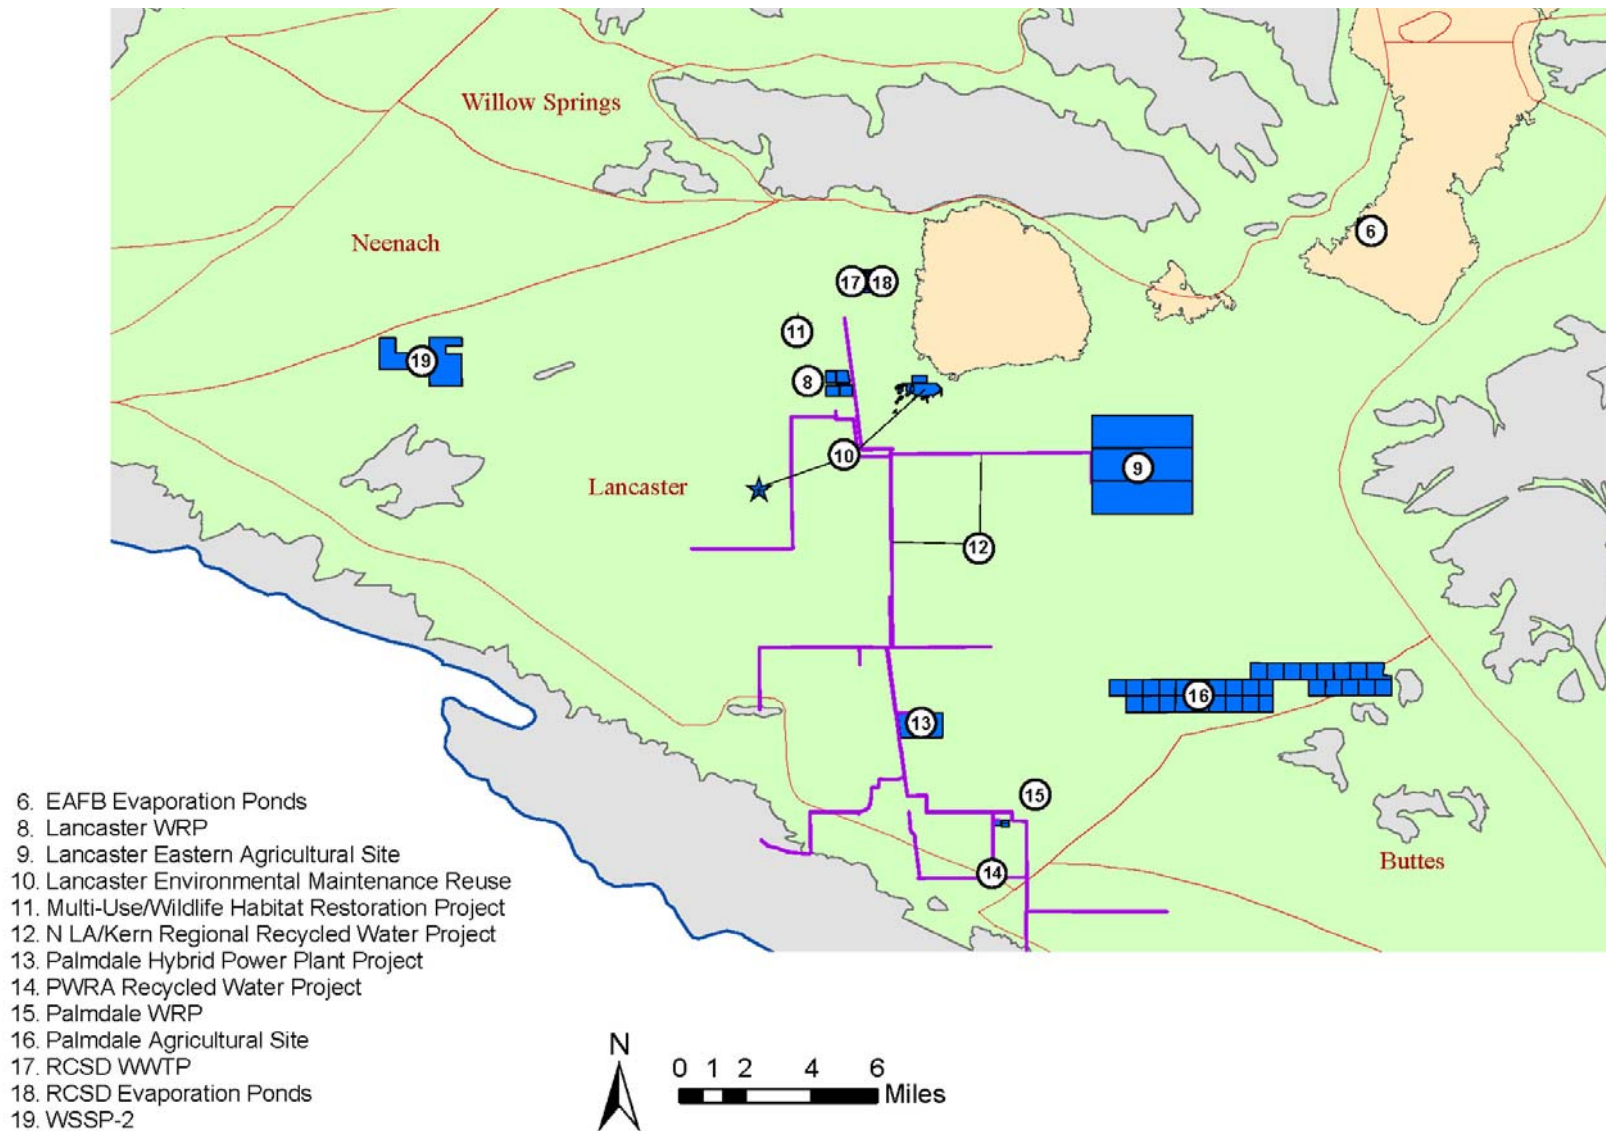 Willow Springs
Neenach
6
17 18
11
19
8
10
9
Lancaster
12
16
13
15
14
Buttes
6. EAFB Evaporation Ponds
8. Lancaster WRP
9. Lancaster Eastern Agricultural Site
10. Lancaster Environmental Maintenance Reuse
11. Multi-Use/Wildlife Habitat Restoration Project
12. N LA/Kern Regional Recycled Water Project
13. Palmdale Hybrid Power Plant Project
14. PWRA Recycled Water Project
15. Palmdale WRP
16. Palmdale Agricultural Site
17. RCSD WWTP
18. RCSD Evaporation Ponds
19. WSSP-2
N
0 1 2 4 6
Miles